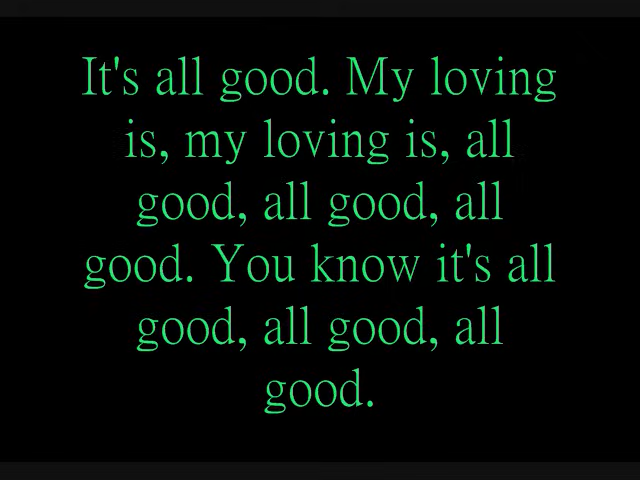 It's all good. My loving
is, my loving is, all
good, all good, all
good. You know it's all
good, all good, all
good.